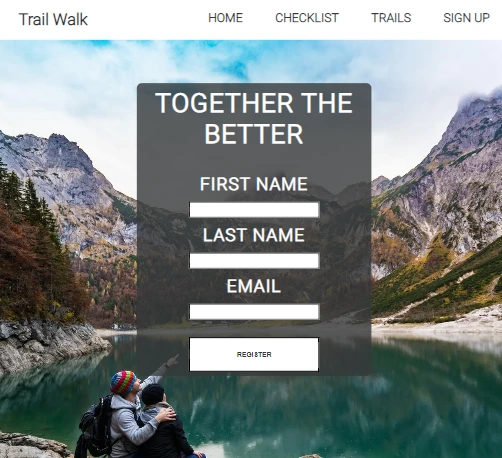 Trail Walk
HOME CHECKLIST TRAILS SIGN UP
TOGETHER THE
BETTER
FIRST NAME
LAST NAME
EMAIL
REGISTER